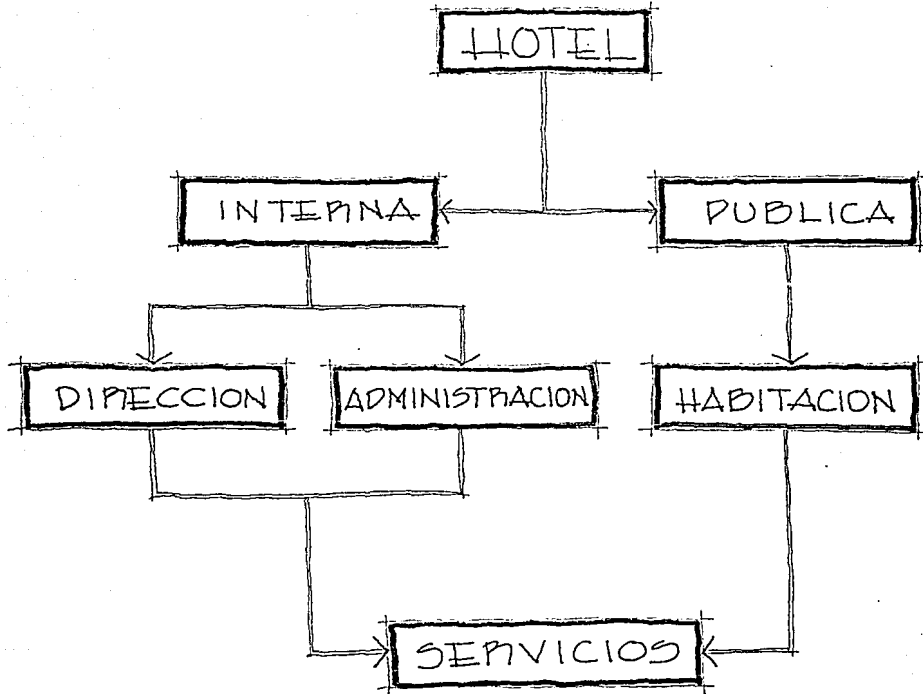 HOTEL
INTERNA
PUBLICA
DIRECCION
ADMINISTRACION
HABITACION
SERVICIOS